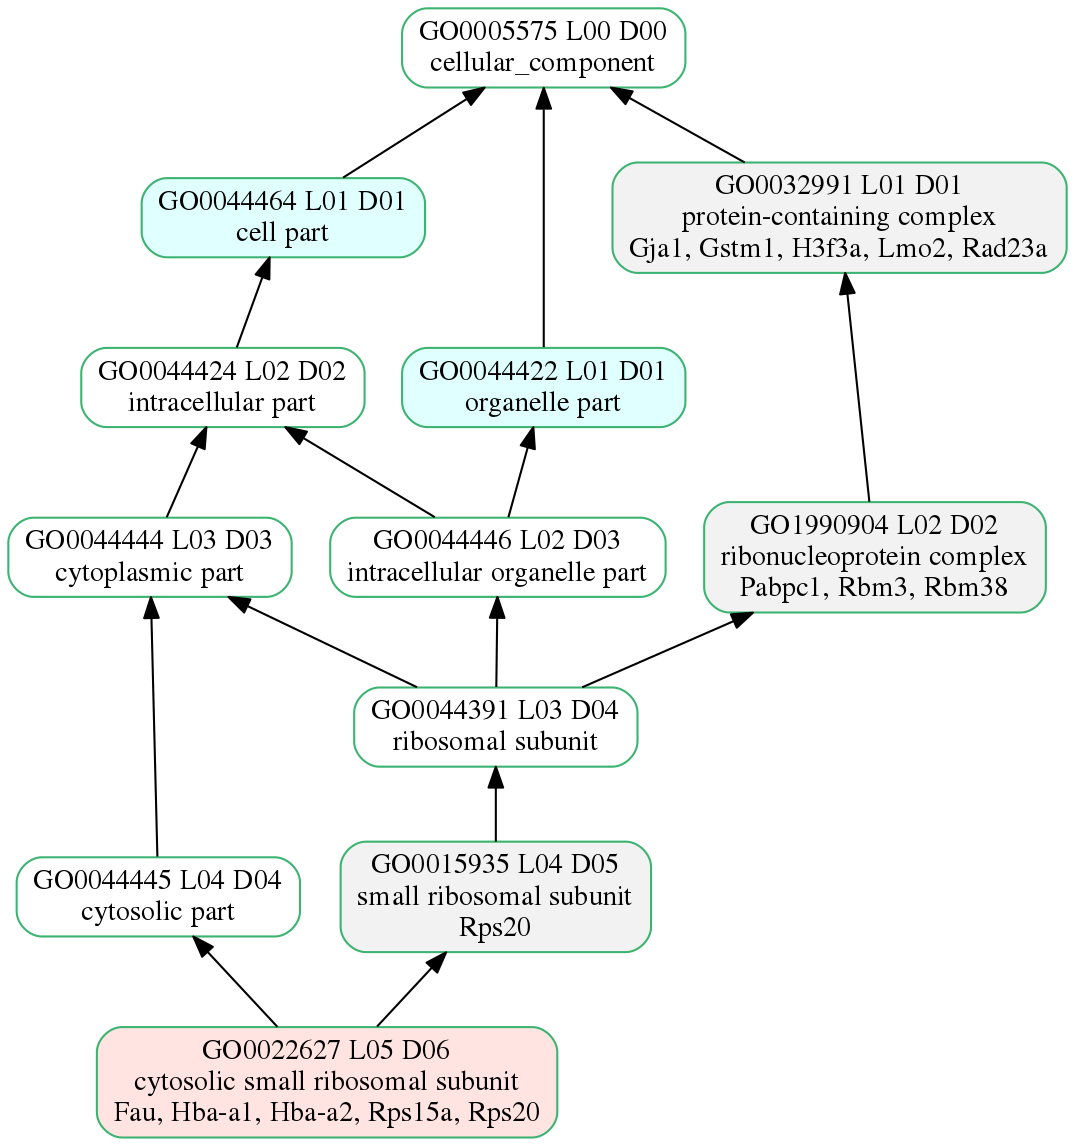 GO0005575 L00 D00
cellular_component
GO0044464 L01 D01
cell part
GO0032991 L01 D01
protein-containing complex
Gja1, Gstm1, H3f3a, Lmo2, Rad23a
GO0044424 L02 D02
intracellular part
GO0044422 L01 D01
organelle part
GO0044444 L03 D03
cytoplasmic part
GO0044446 L02 D03
intracellular organelle part
GO1990904 L02 D02
ribonucleoprotein complex
Pabpc1, Rbm3, Rbm38
GO0044391 L03 D04
ribosomal subunit
GO0044445 L04 D04
cytosolic part
GO0015935 L04 D05
small ribosomal subunit
Rps20
GO0022627 L05 D06
cytosolic small ribosomal subunit
Fau, Hba-a1, Hba-a2, Rps15a, Rps20